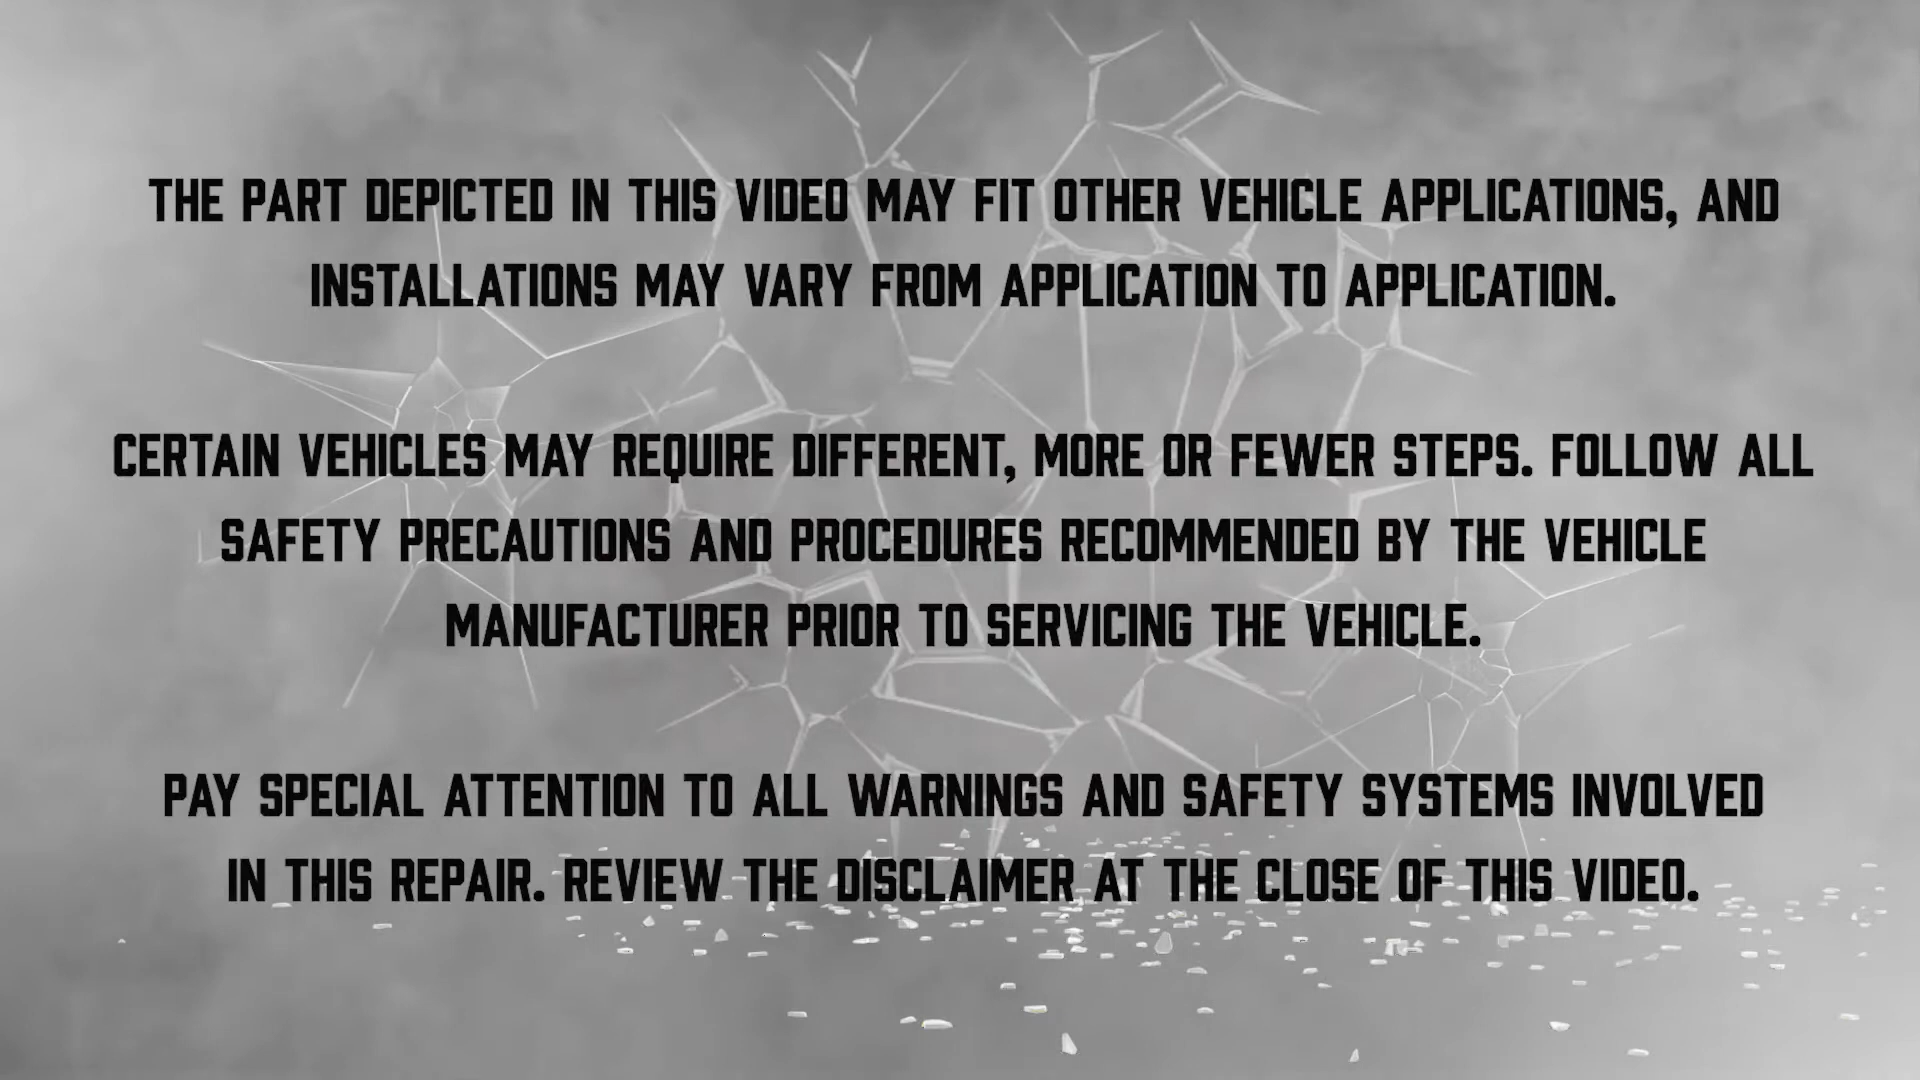 THE PART DEPICTED IN THIS VIDEO MAY FIT OTHER VEHICLE APPLICATIONS, AND
INSTALLATIONS MAY VARY FROM APPLICATION TO APPLICATION.
CERTAIN VEHICLES MAY REQUIRE DIFFERENT, MORE OR FEWER STEPS. FOLLOW ALL
SAFETY PRECAUTIONS AND PROCEDURES RECOMMENDED BY THE VEHICLE
MANUFACTURER PRIOR TO SERVICING THE VEHICLE.
PAY SPECIAL ATTENTION TO ALL WARNINGS AND SAFETY SYSTEMS INVOLVED
IN THIS REPAIR. REVIEW THE DISCLAIMER AT THE CLOSE OF THIS VIDEO.